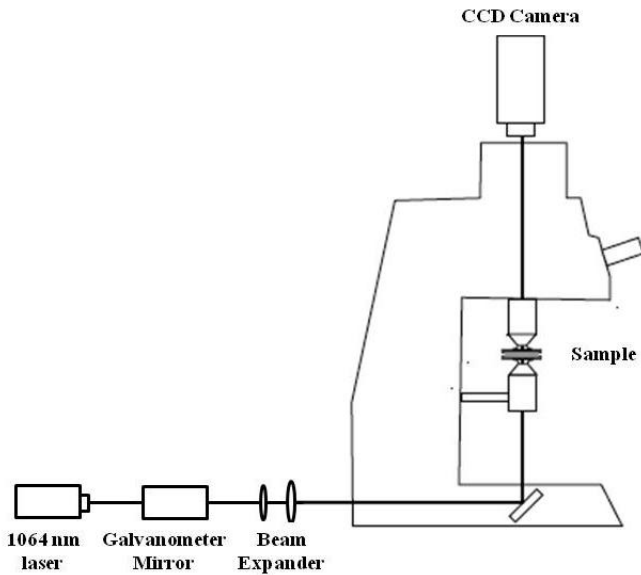 CCD Camera
Sample
1064 nm
laser
Galvanometer
Mirror
Beam
Expander